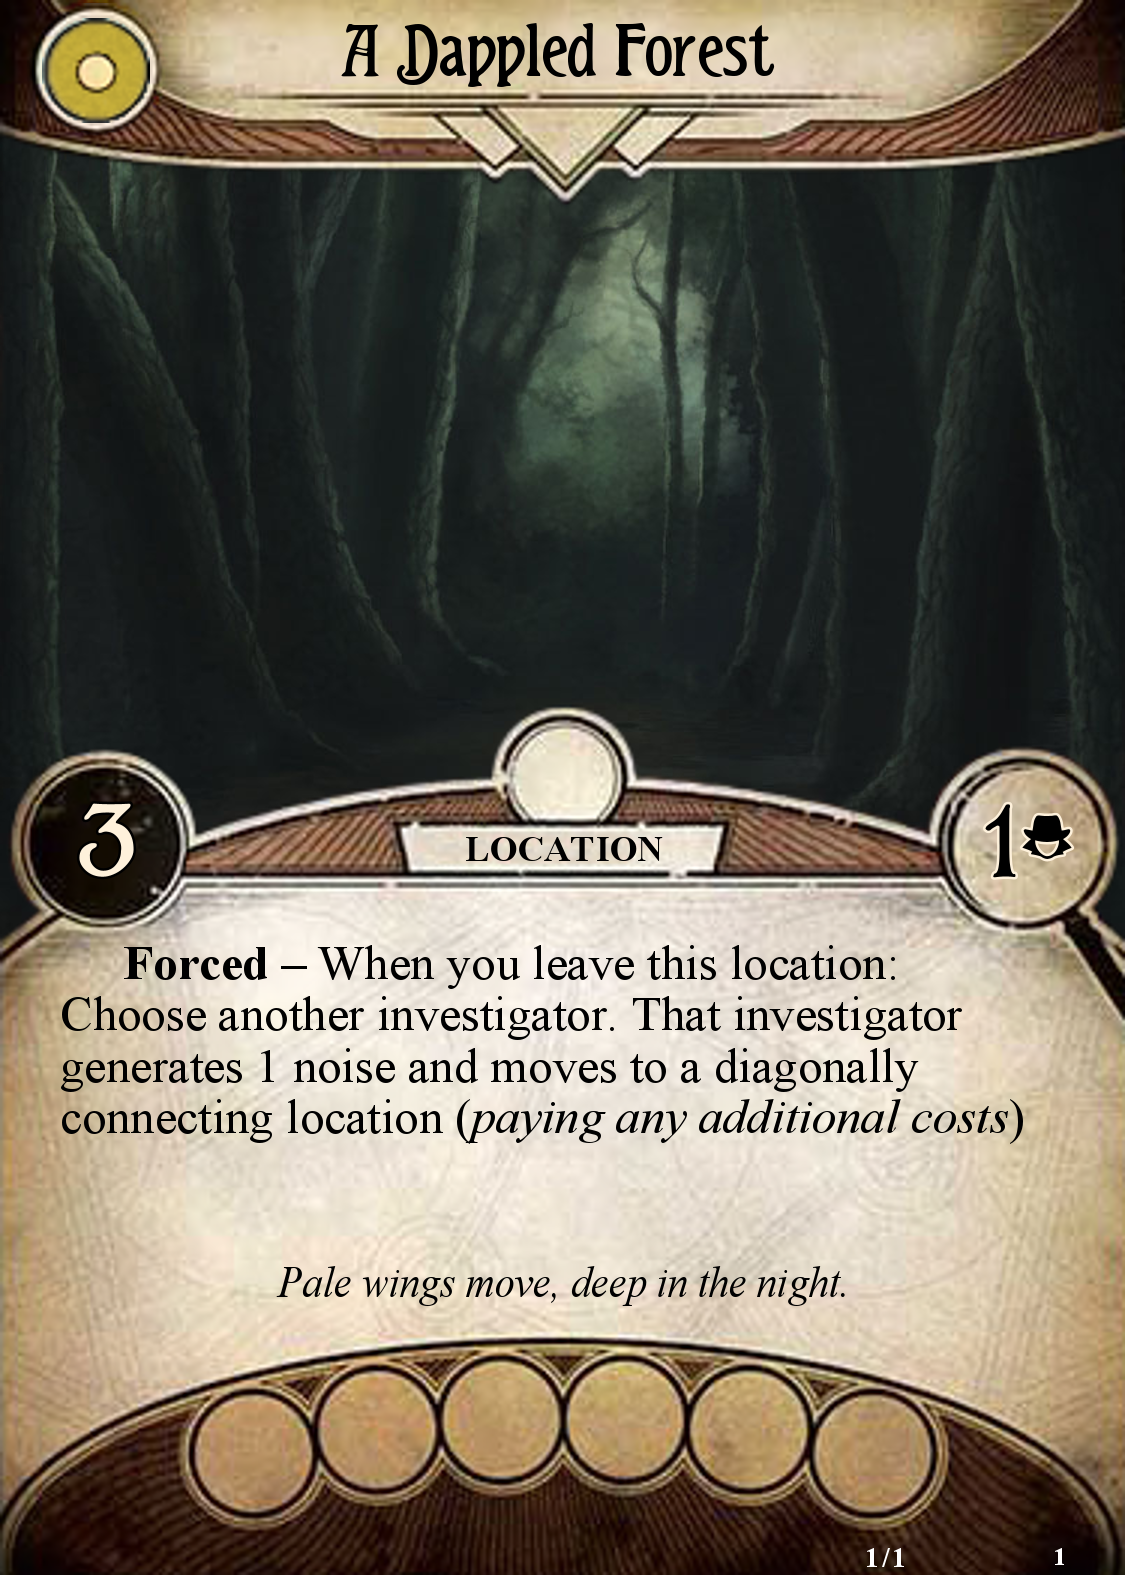 A Dappled Forest
3
LOCATION
1
Forced – When you leave this location:
Choose another investigator. That investigator
generates 1 noise and moves to a diagonally
connecting location (paying any additional costs)
Pale wings move, deep in the night.
1/1
1